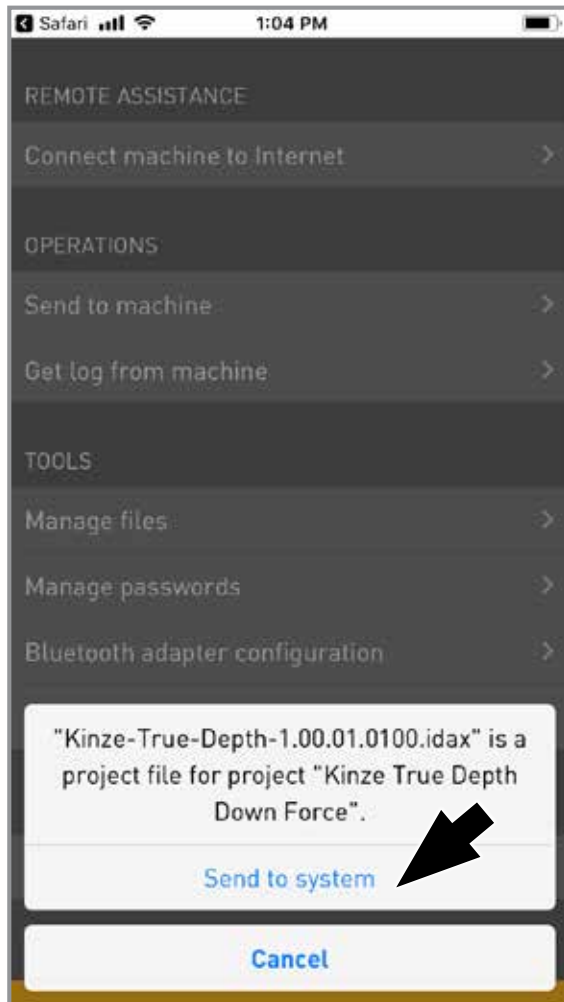 Safari 1:04 PM
REMOTE ASSISTANCE
Connect machine to Internet
OPERATIONS
Send to machine
Get log from machine
TOOLS
Manage files
Manage passwords
Bluetooth adapter configuration
"Kinze-True-Depth-1.00.01.0100.idax" is a
project file for project "Kinze True Depth
Down Force".
Send to system
Cancel